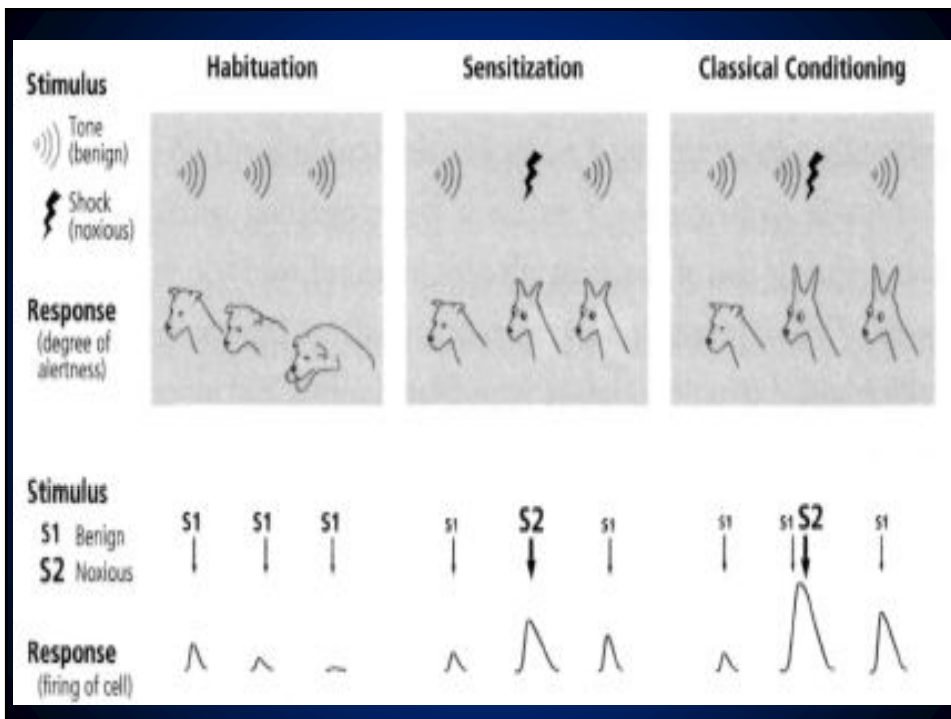 Habituation
Sensitization
Classical Conditioning
Stimulus
Tone
(benign)
Shock
(noxious)
Response
(degree of
alertness)
Stimulus
S1 Benign
S2 Noxious
S1 S1 S1
S1 S2 S1
S1 S1 S2 S1
Response
(firing of cell)